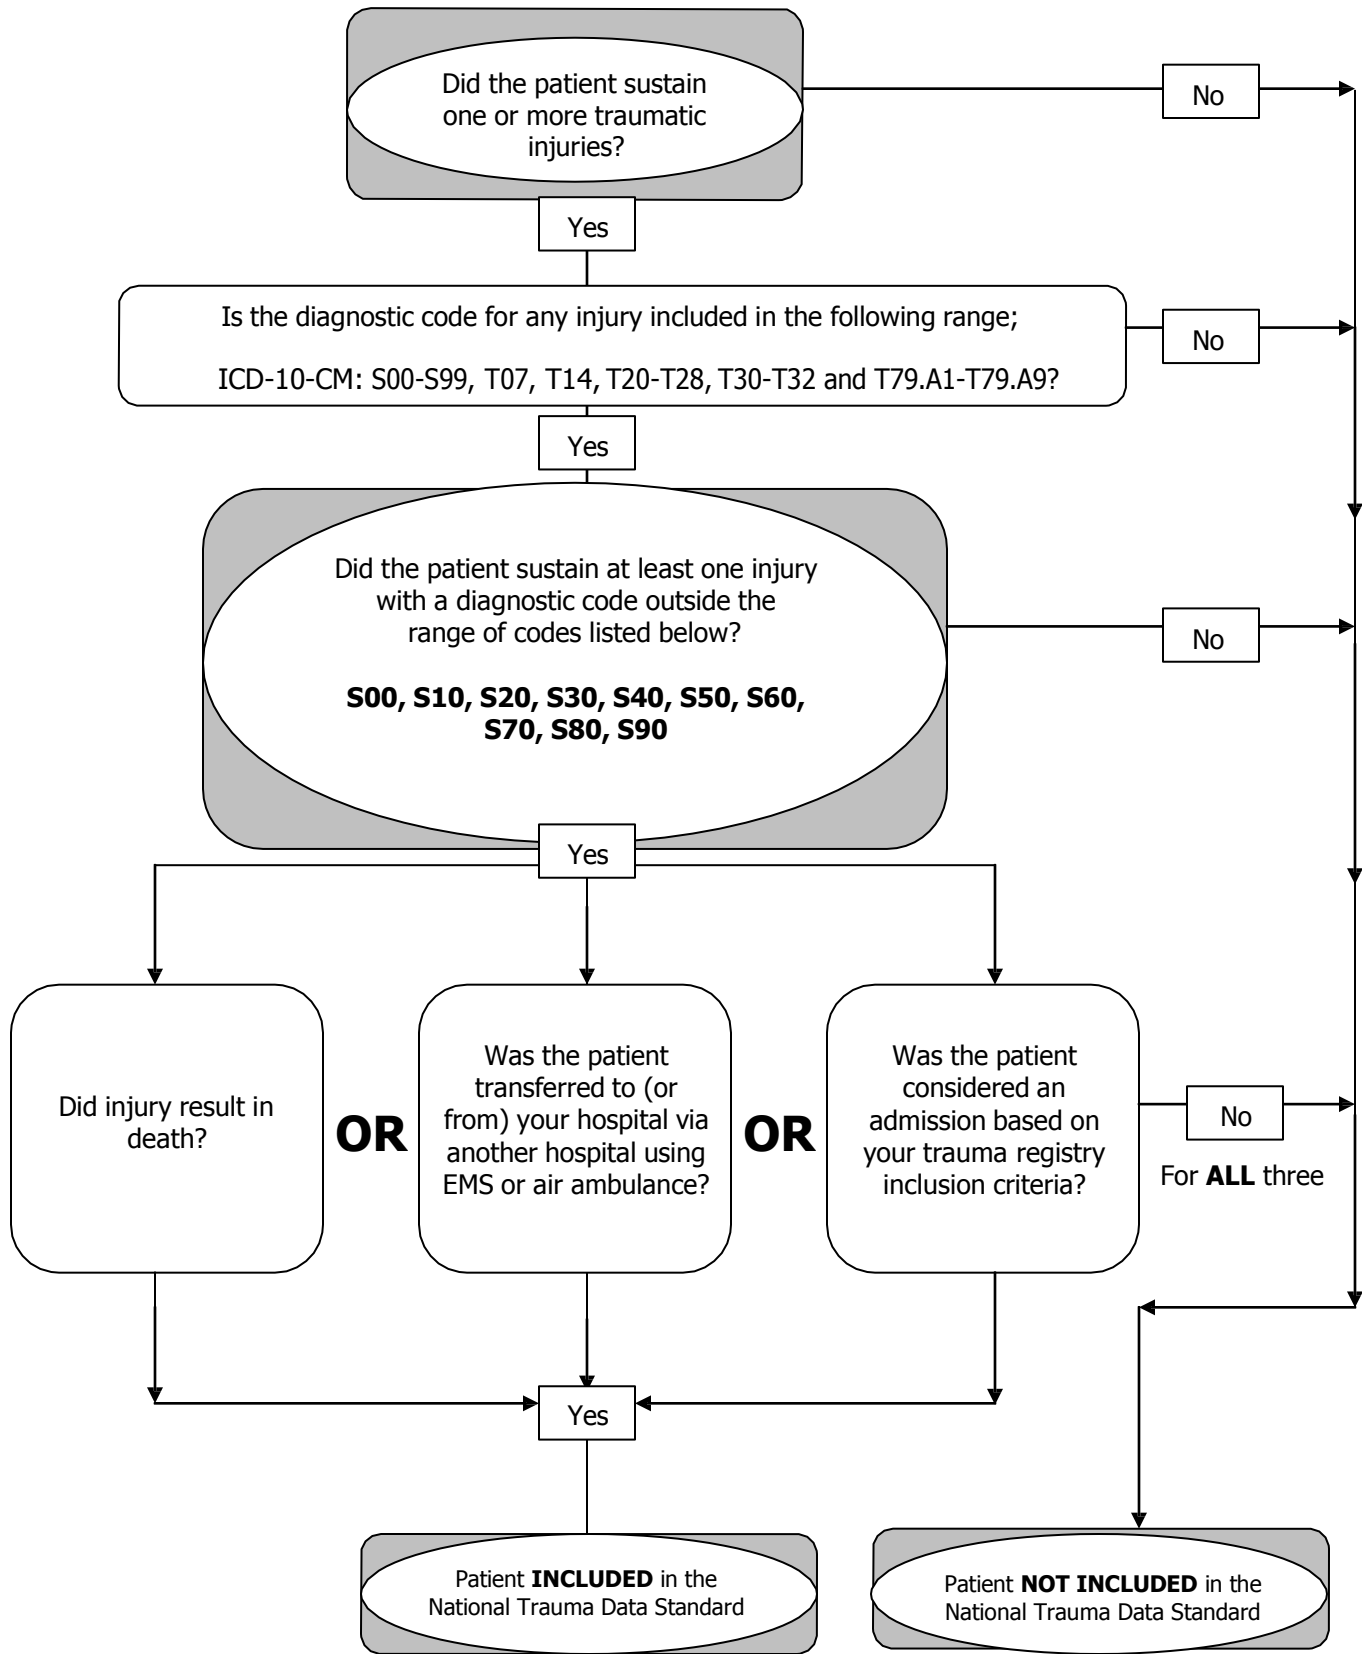 Did the patient sustain
one or more traumatic
injuries?
No
Yes
Is the diagnostic code for any injury included in the following range;
ICD-10-CM: S00-S99, T07, T14, T20-T28, T30-T32 and T79.A1-T79.A9?
No
Yes
Did the patient sustain at least one injury
with a diagnostic code outside the
range of codes listed below?
S00, S10, S20, S30, S40, S50, S60,
S70, S80, S90
No
Yes
Did injury result in
death?
OR
Was the patient
transferred to (or
from) your hospital via
another hospital using
EMS or air ambulance?
OR
Was the patient
considered an
admission based on
your trauma registry
inclusion criteria?
No
For ALL three
Yes
Patient INCLUDED in the
National Trauma Data Standard
Patient NOT INCLUDED in the
National Trauma Data Standard